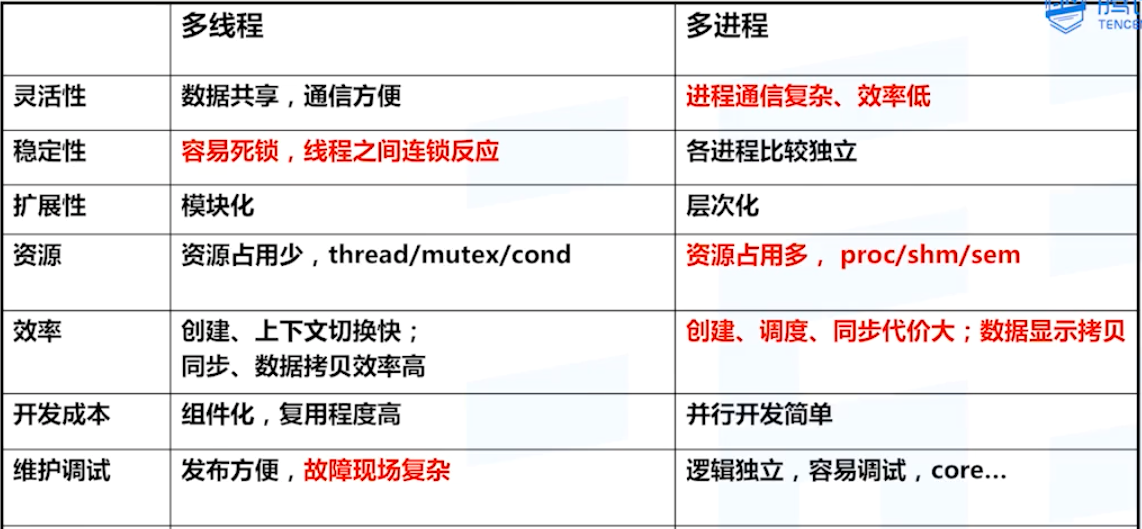 多线程 多进程
灵活性 数据共享，通信方便 进程通信复杂、效率低
稳定性 容易死锁，线程之间连锁反应 各进程比较独立
扩展性 模块化 层次化
资源 资源占用少，thread/mutex/cond 资源占用多， proc/shm/sem
效率 创建、上下文切换快； 创建、调度、同步代价大；数据显示拷贝
同步、数据拷贝效率高
开发成本 组件化，复用程度高 并行开发简单
维护调试 发布方便，故障现场复杂 逻辑独立，容易调试，core...